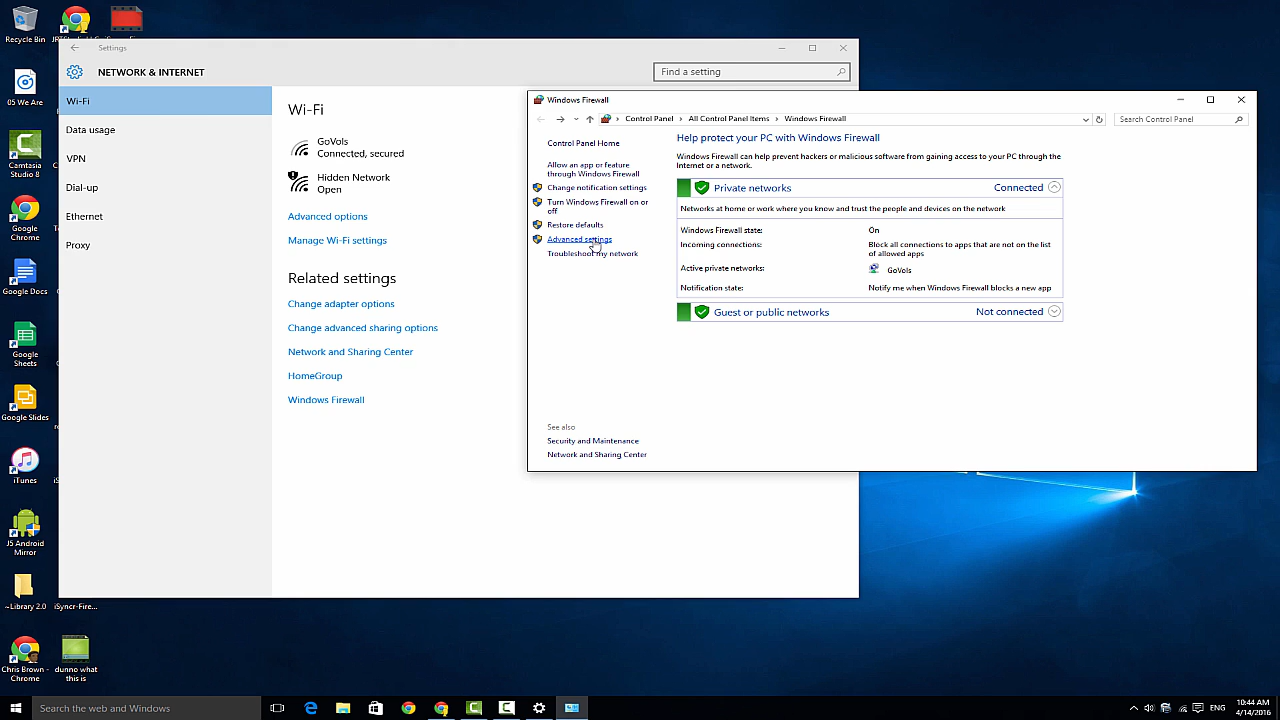 Recycle Bin
Settings
NETWORK & INTERNET
Find a setting
Wi-Fi
Data usage
VPN
Dial-up
Ethernet
Proxy
Wi-Fi
GoVols
Connected, secured
Hidden Network
Open
Advanced options
Manage Wi-Fi settings
Related settings
Change adapter options
Change advanced sharing options
Network and Sharing Center
HomeGroup
Windows Firewall
Windows Firewall
Control Panel
All Control Panel Items
Windows Firewall
Search Control Panel
Control Panel Home
Allow an app or feature
through Windows Firewall
Change notification settings
Turn Windows Firewall on or
off
Restore defaults
Advanced settings
Troubleshoot my network
See also
Security and Maintenance
Network and Sharing Center
Help protect your PC with Windows Firewall
Windows Firewall can help prevent hackers or malicious software from gaining access to your PC through the
Internet or a network.
Private networks
Connected
Networks at home or work where you know and trust the people and devices on the network
Windows Firewall state:
On
Incoming connections:
Block all connections to apps that are not on the list
of allowed apps
Active private networks:
GoVols
Notification state:
Notify me when Windows Firewall blocks a new app
Guest or public networks
Not connected
05 We Are
Camtasia
Studio 8
Google
Chrome
Google Docs
Google
Sheets
Google Slides
iTunes
J5 Android
Mirror
~Library 2.0
iSyncr-Fire...
Chris Brown -
Chrome
dunno what
this is
Search the web and Windows
ENG
10:44 AM
4/14/2016